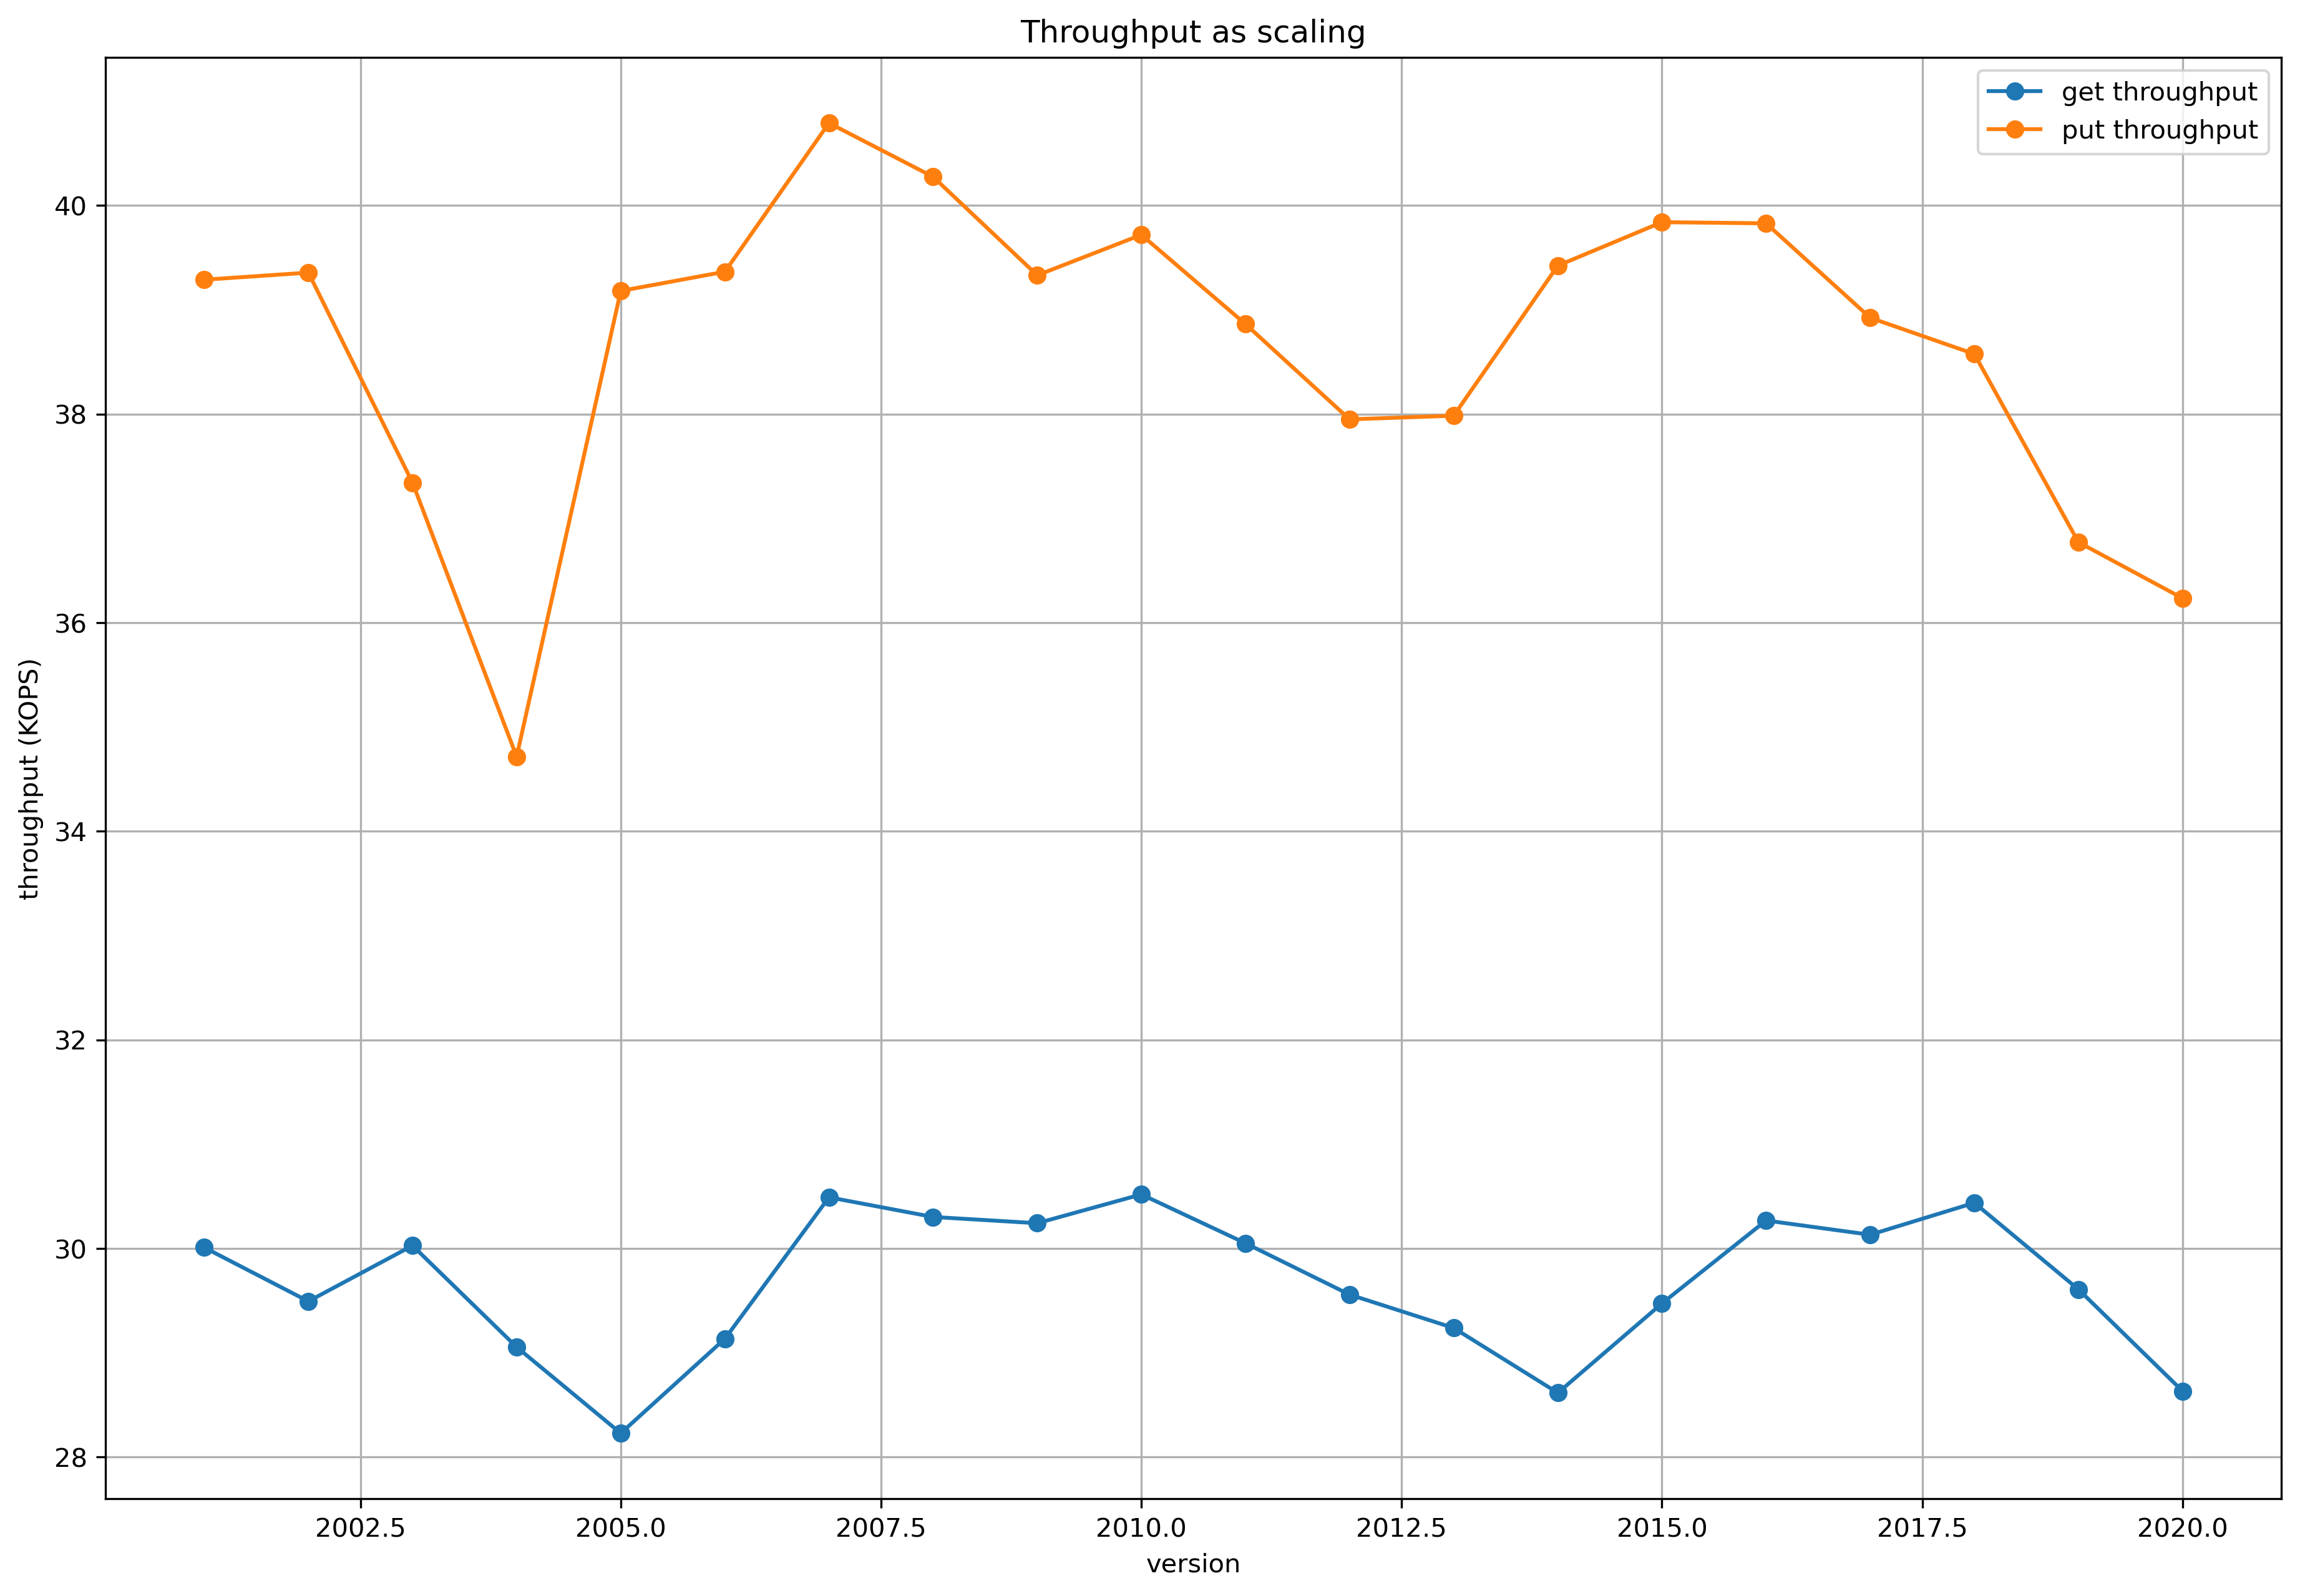 Throughput as scaling
get throughput
put throughput
throughput (KOPS)
40
38
36
34
32
30
28
2002.5 2005.0 2007.5 2010.0 2012.5 2015.0 2017.5 2020.0
version